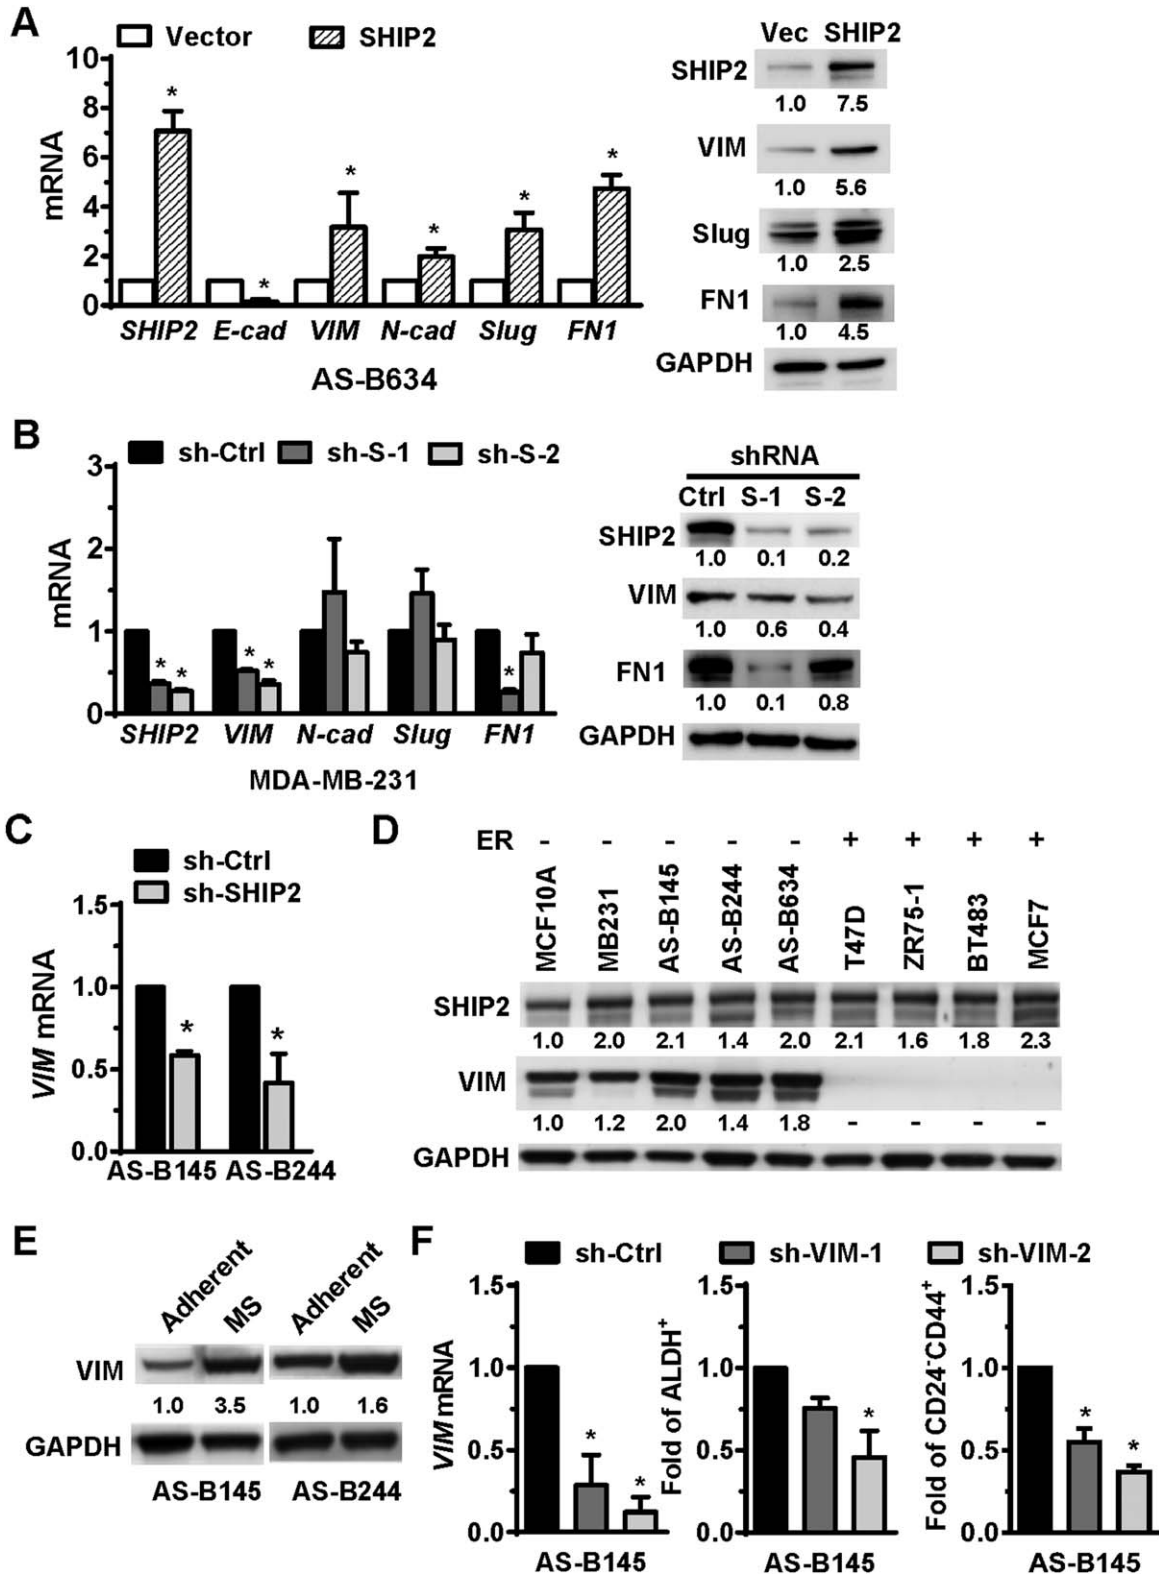 A
Vector SHIP2
10
8
6
4
2
0
mRNA
* * * * * *
SHIP2 E-cad VIM N-cad Slug FN1
AS-B634
Vec SHIP2
SHIP2
1.0 7.5
VIM
1.0 5.6
Slug
1.0 2.5
FN1
1.0 4.5
GAPDH
B
sh-Ctrl sh-S-1 sh-S-2
3
2
1
0
mRNA
* * * * *
SHIP2 VIM N-cad Slug FN1
MDA-MB-231
shRNA
Ctrl S-1 S-2
SHIP2
1.0 0.1 0.2
VIM
1.0 0.6 0.4
FN1
1.0 0.1 0.8
GAPDH
C
sh-Ctrl
sh-SHIP2
1.5
1.0
0.5
0.0
VIM mRNA
* *
AS-B145 AS-B244
D
ER - - - - - + + + +
MCF10A MB231 AS-B145 AS-B244 AS-B634 T47D ZR75-1 BT483 MCF7
SHIP2
1.0 2.0 2.1 1.4 2.0 2.1 1.6 1.8 2.3
VIM
1.0 1.2 2.0 1.4 1.8 - - - -
GAPDH
E
Adherent MS Adherent MS
VIM
1.0 3.5 1.0 1.6
GAPDH
AS-B145 AS-B244
F
sh-Ctrl sh-VIM-1 sh-VIM-2
1.5
1.0
0.5
0.0
VIM mRNA
* *
AS-B145
1.5
1.0
0.5
0.0
Fold of ALDH⁺
*
AS-B145
1.5
1.0
0.5
0.0
Fold of CD24⁻CD44⁺
* *
AS-B145